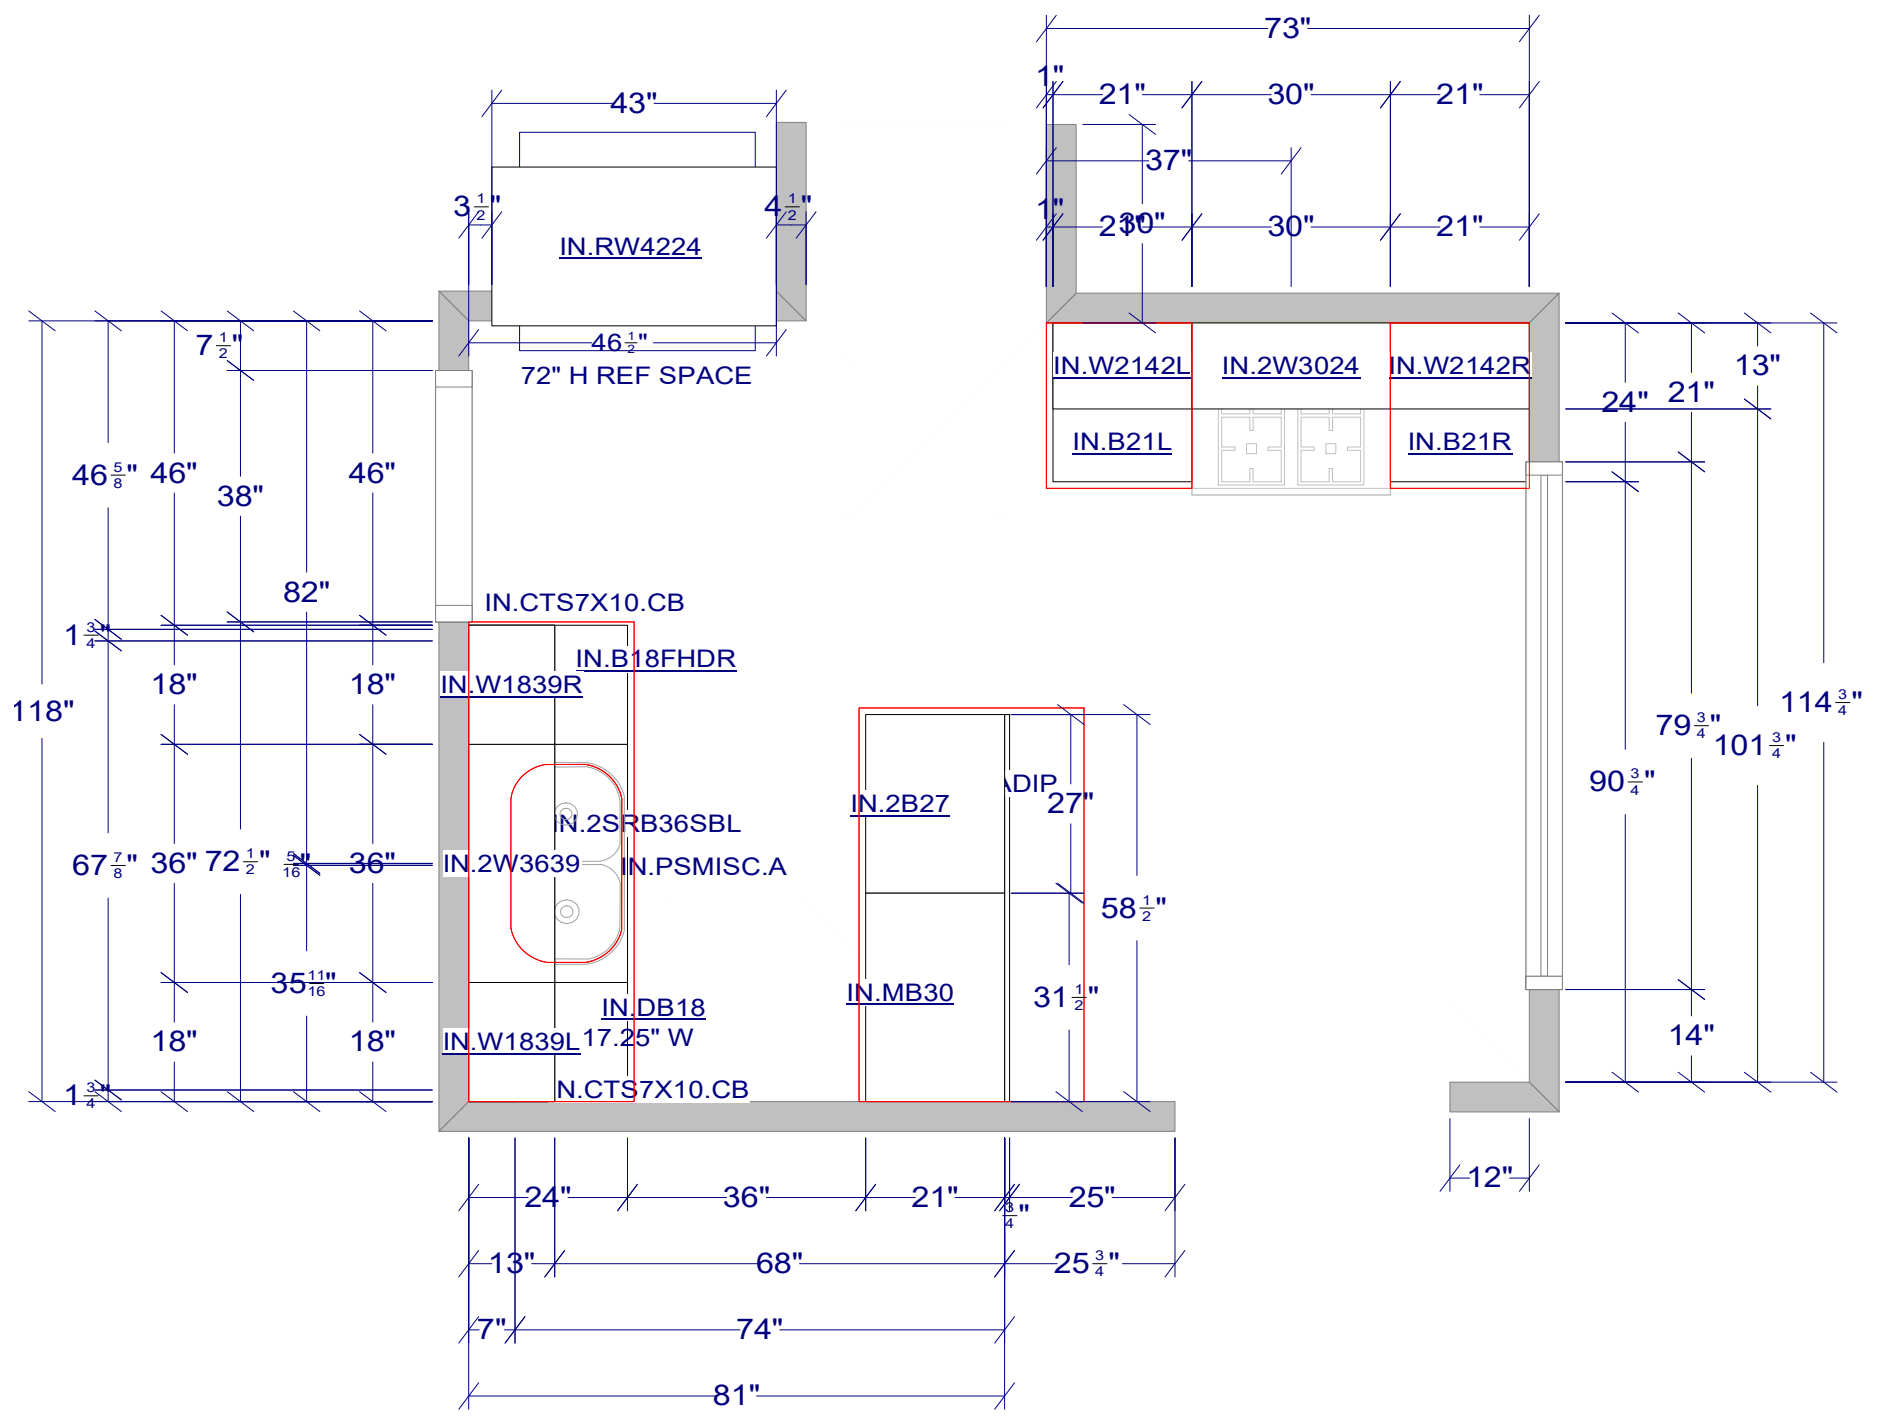 73"
1"
21"
30"
21"
43"
37"
3 1/2"
4 1/2"
1"
21"
30"
30"
21"
IN.RW4224
7 1/2"
46 1/2"
72" H REF SPACE
IN.W2142L
IN.2W3024
IN.W2142R
13"
24"
21"
IN.B21L
IN.B21R
46 5/8"
46"
38"
46"
82"
IN.CTS7X10.CB
1 3/4"
IN.B18FHDR
18"
18"
IN.W1839R
118"
114 3/4"
79 3/4"
101 3/4"
90 3/4"
ADIP
27"
IN.2B27
IN.2SRB36SBL
67 7/8"
36"
72 1/2"
5/16"
36"
IN.2W3639
IN.PSMISC.A
58 1/2"
35 11/16"
IN.MB30
31 1/2"
IN.DB18
17.25" W
18"
18"
IN.W1839L
14"
1 3/4"
N.CTS7X10.CB
12"
24"
36"
21"
3/4"
25"
13"
68"
25 3/4"
7"
74"
81"